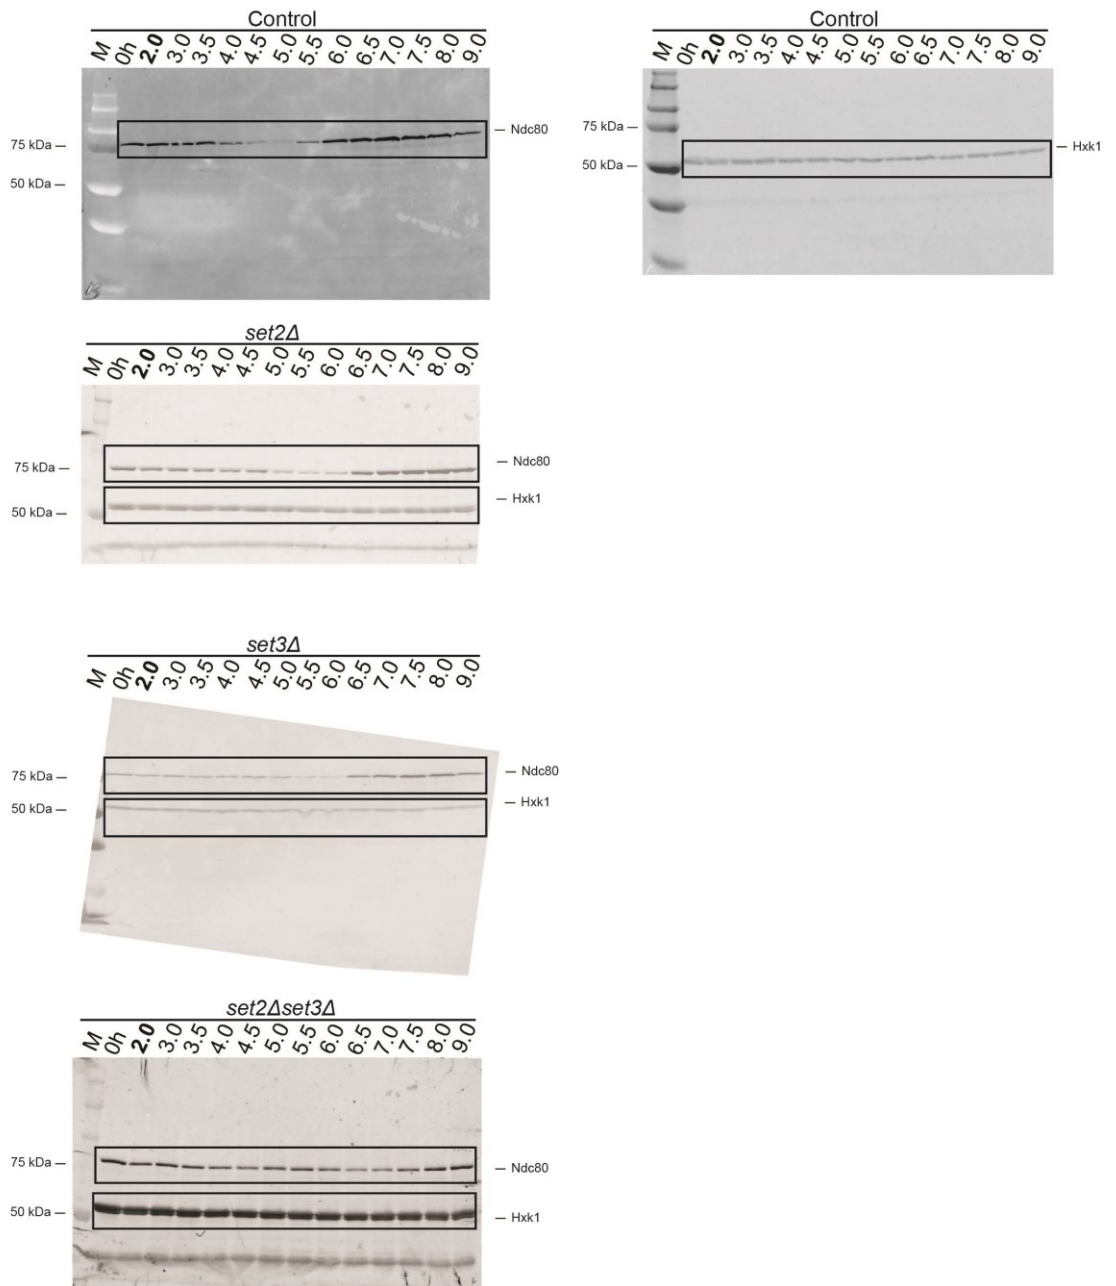 Control
M 0h 2.0 3.0 3.5 4.0 4.5 5.0 5.5 6.0 6.5 7.0 7.5 8.0 9.0
75 kDa —
— Ndc80
50 kDa —
Control
M 0h 2.0 3.0 3.5 4.0 4.5 5.0 5.5 6.0 6.5 7.0 7.5 8.0 9.0
75 kDa —
— Hxk1
50 kDa —
set2Δ
M 0h 2.0 3.0 3.5 4.0 4.5 5.0 5.5 6.0 6.5 7.0 7.5 8.0 9.0
75 kDa —
— Ndc80
— Hxk1
50 kDa —
set3Δ
M 0h 2.0 3.0 3.5 4.0 4.5 5.0 5.5 6.0 6.5 7.0 7.5 8.0 9.0
75 kDa —
— Ndc80
50 kDa —
— Hxk1
set2Δset3Δ
M 0h 2.0 3.0 3.5 4.0 4.5 5.0 5.5 6.0 6.5 7.0 7.5 8.0 9.0
75 kDa —
— Ndc80
50 kDa —
— Hxk1